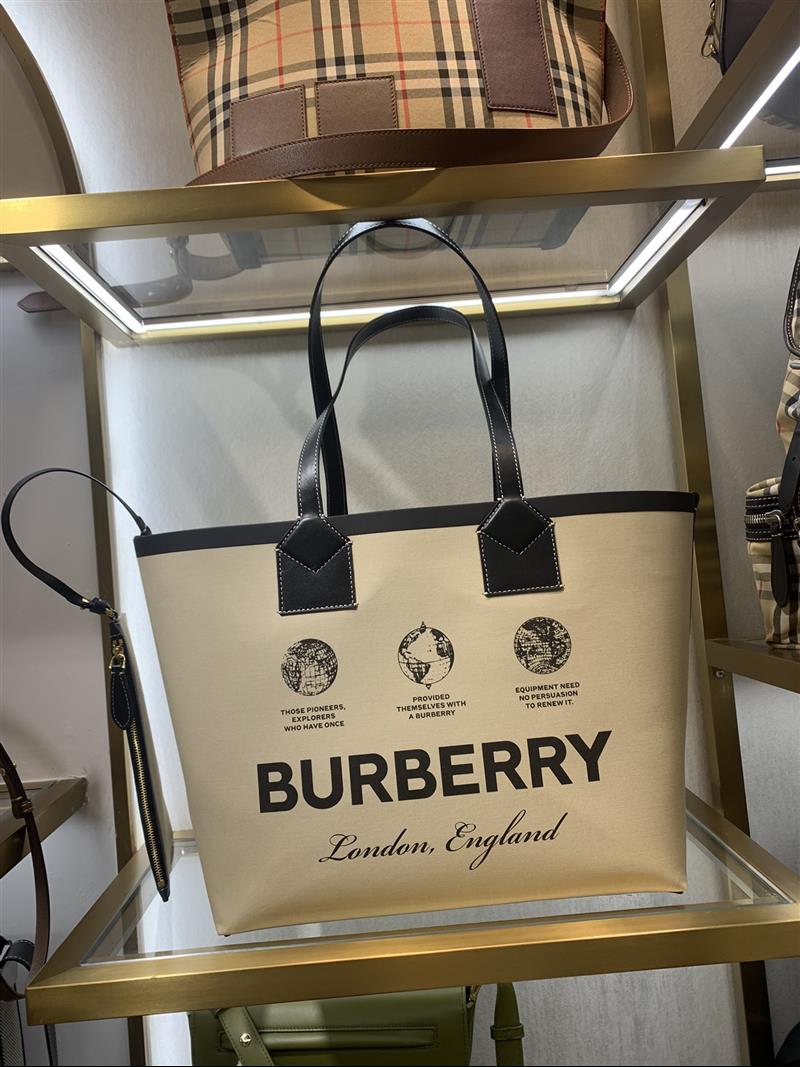 THOSE PIONEERS,
EXPLORERS
WHO HAVE ONCE
PROVIDED
THEMSELVES WITH
A BURBERRY
EQUIPMENT NEED
NO PERSUASION
TO RENEW IT.
BURBERRY
London, England